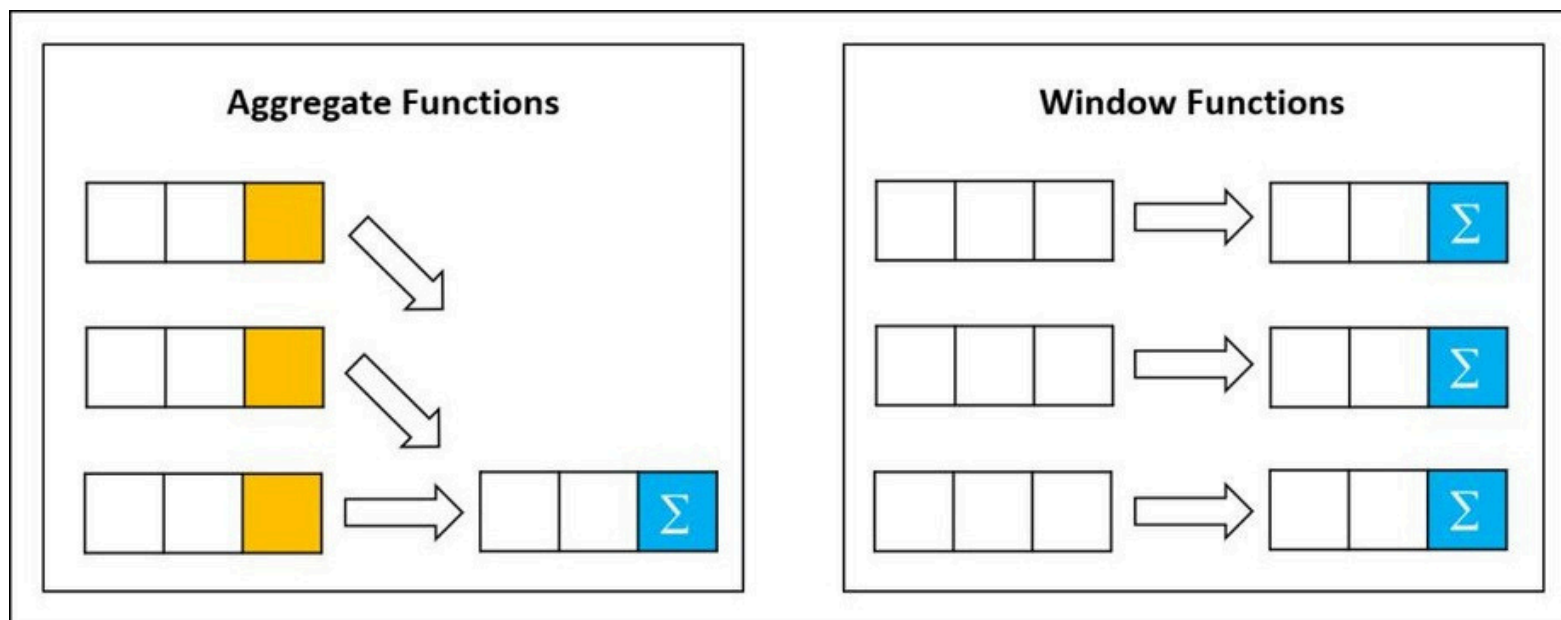 Aggregate Functions
Σ
Window Functions
Σ
Σ
Σ